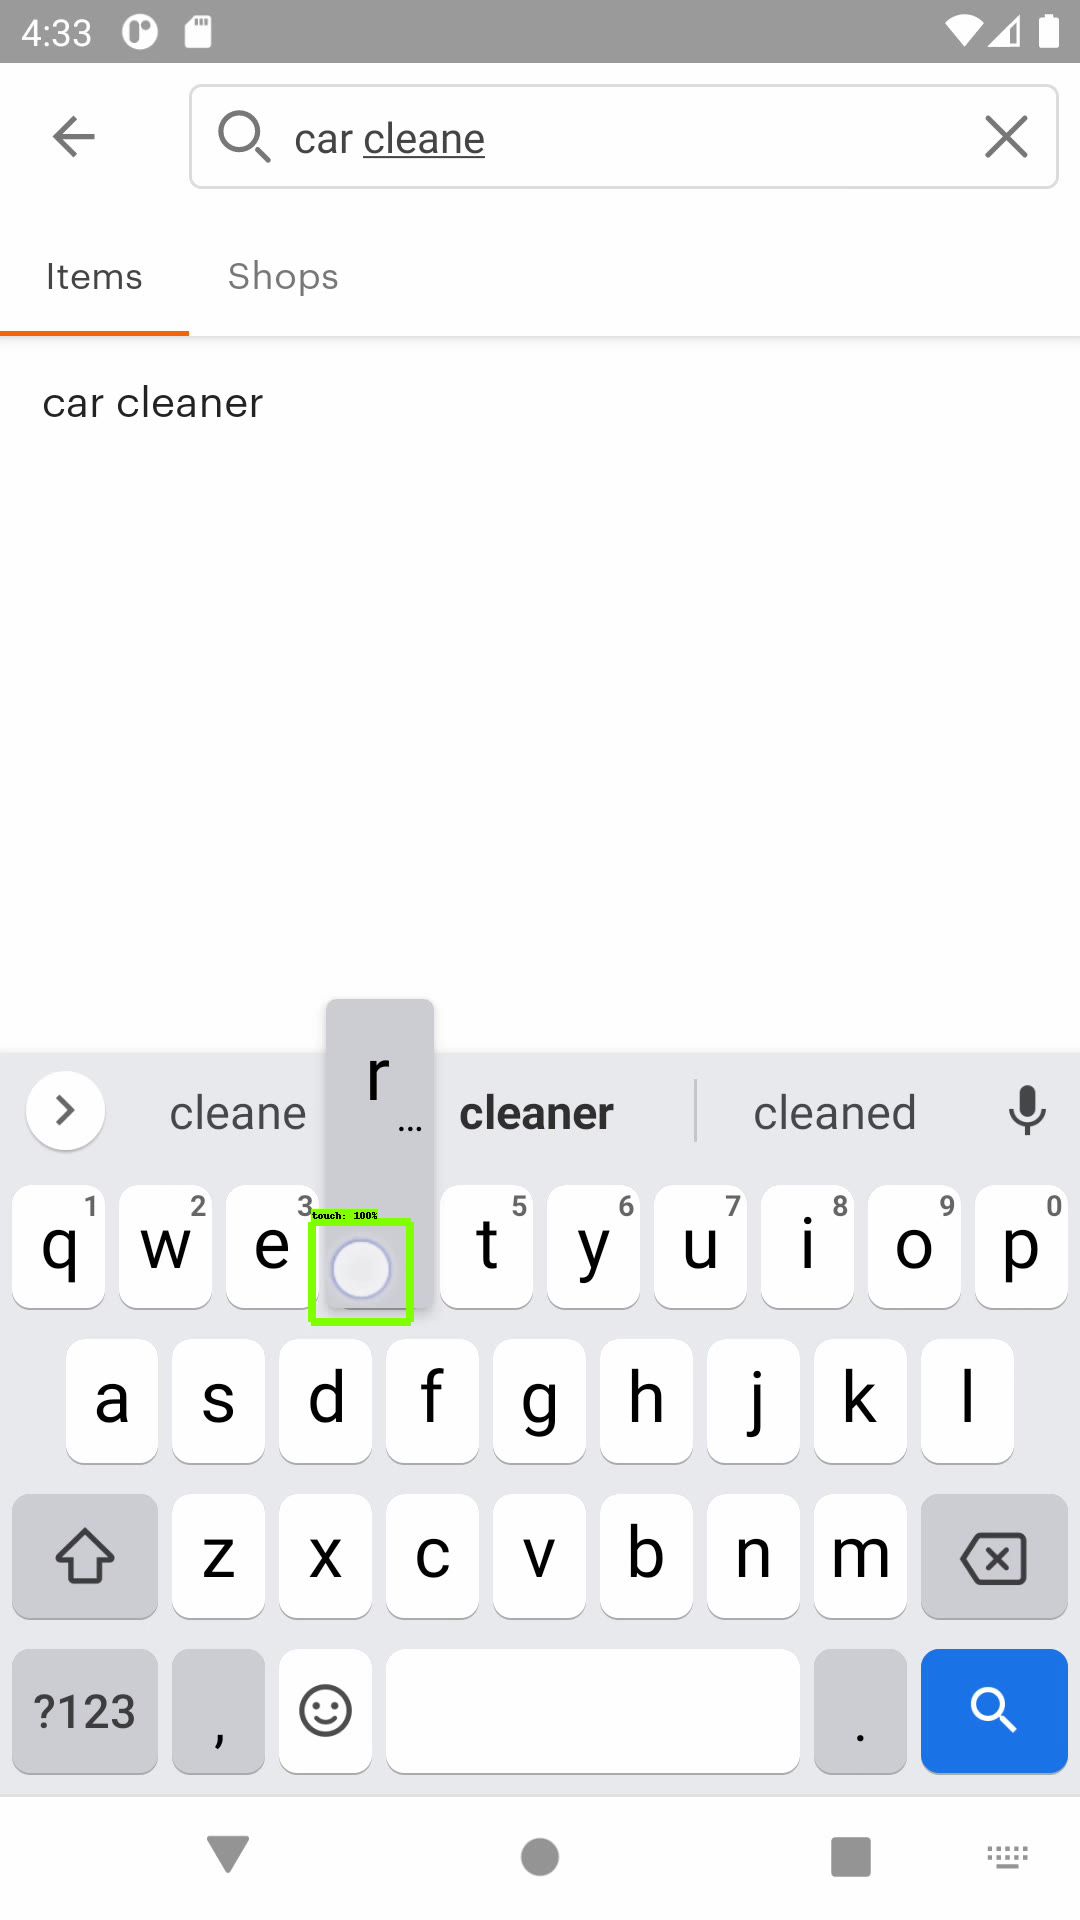 4:33
car cleane
Items Shops
car cleaner
r
...
cleane cleaner cleaned
1 2 3 5 6 7 8 9 0
touch: 100%
q w e t y u i o p
a s d f g h j k l
z x c v b n m
?123 , .